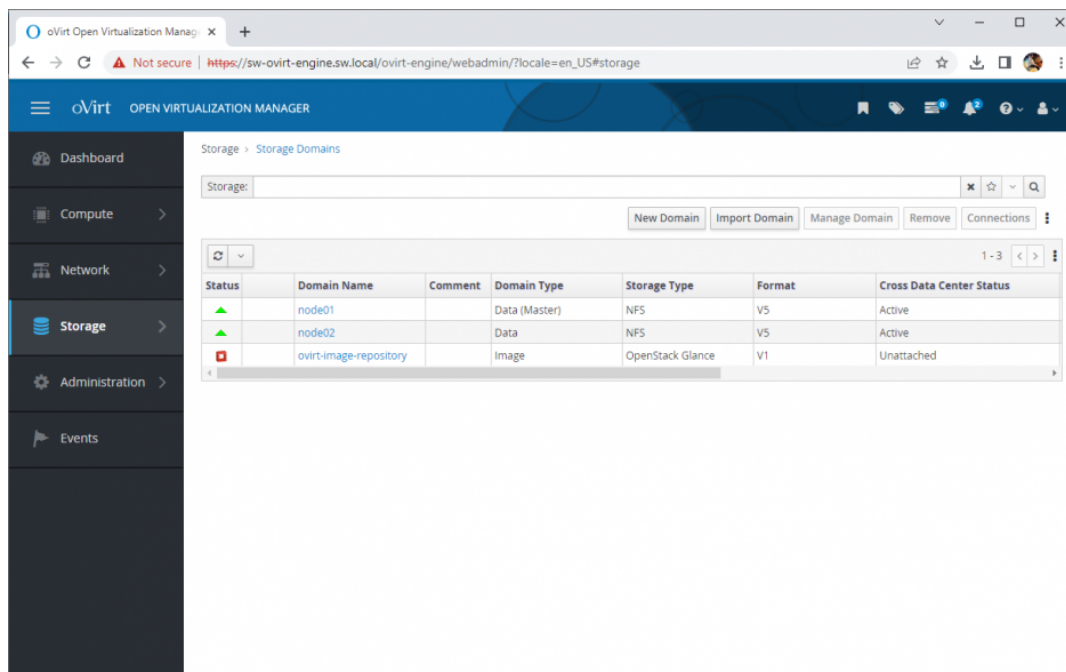 oVirt Open Virtualization Manag
Not secure | https://sw-ovirt-engine.sw.local/ovirt-engine/webadmin/?locale=en_US#storage
oVirt OPEN VIRTUALIZATION MANAGER
0 2
Dashboard
Compute
Network
Storage
Administration
Events
Storage > Storage Domains
Storage:
New Domain Import Domain Manage Domain Remove Connections
1 - 3
Status Domain Name Comment Domain Type Storage Type Format Cross Data Center Status
node01 Data (Master) NFS V5 Active
node02 Data NFS V5 Active
ovirt-image-repository Image OpenStack Glance V1 Unattached